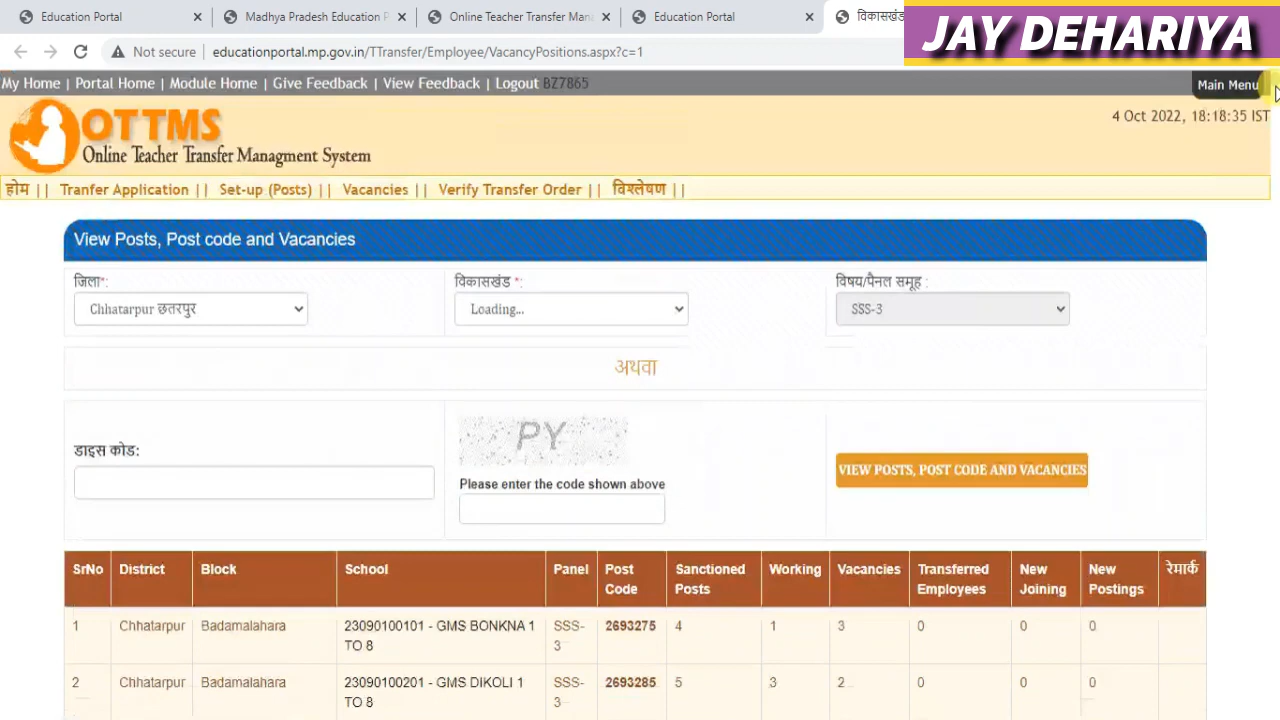 Education Portal
Madhya Pradesh Education P
Online Teacher Transfer Man
Education Portal
विकासखंड
JAY DEHARIYA
Not secure | educationportal.mp.gov.in/TTransfer/Employee/VacancyPositions.aspx?c=1
My Home | Portal Home | Module Home | Give Feedback | View Feedback | Logout BZ7865
Main Menu
OTTMS
Online Teacher Transfer Managment System
4 Oct 2022, 18:18:35 IST
होम || Tranfer Application || Set-up (Posts) || Vacancies || Verify Transfer Order || विश्लेषण ||
View Posts, Post code and Vacancies
जिला*: विकासखंड *: विषय/पैनल समूह :
Chhatarpur छतरपुर Loading... SSS-3
अथवा
डाइस कोड:
PY
Please enter the code shown above
VIEW POSTS, POST CODE AND VACANCIES
SrNo District Block School Panel Post Sanctioned Working Vacancies Transferred New New रेमार्क
Code Posts Employees Joining Postings
1 Chhatarpur Badamalahara 23090100101 - GMS BONKNA 1 SSS- 2693275 4 1 3 0 0 0
TO 8 3
2 Chhatarpur Badamalahara 23090100201 - GMS DIKOLI 1 SSS- 2693285 5 3 2 0 0 0
TO 8 3